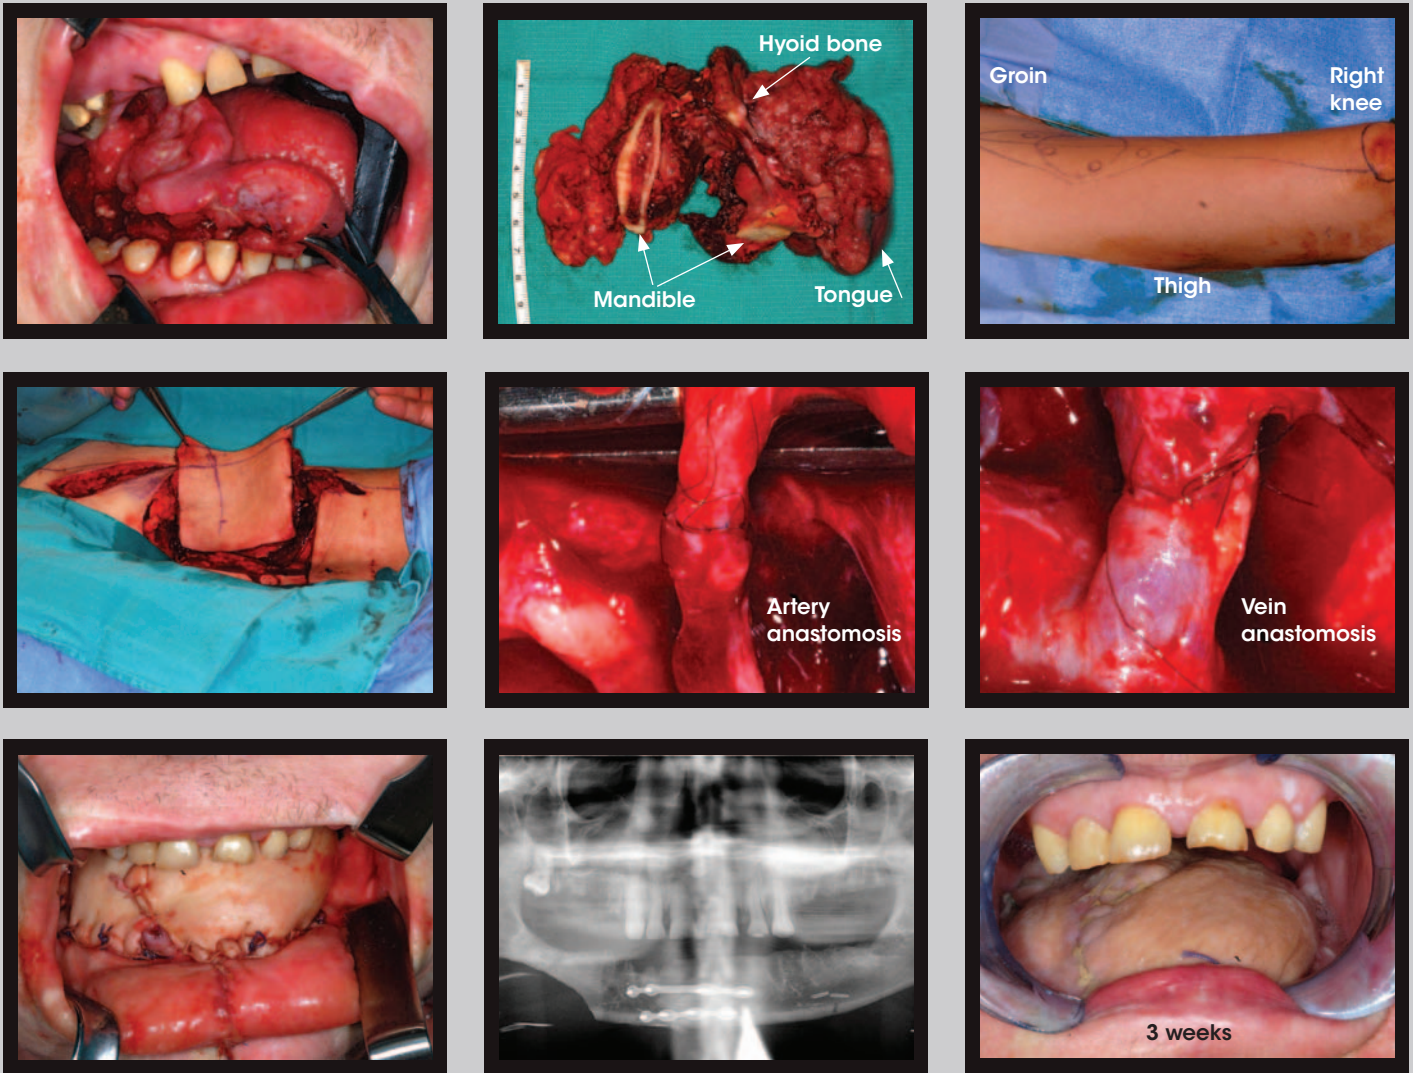 Hyoid bone
Mandible
Tongue
Groin
Right
knee
Thigh
Artery
anastomosis
Vein
anastomosis
3 weeks